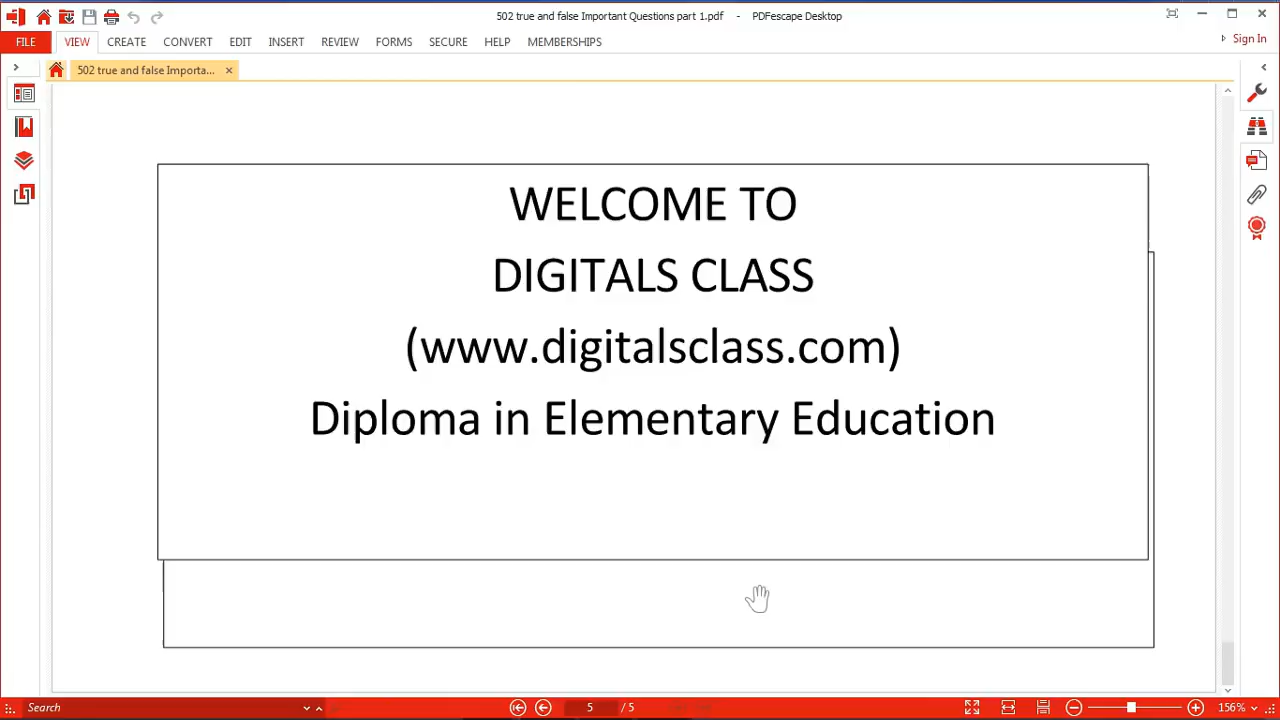 502 true and false Important Questions part 1.pdf - PDFescape Desktop
FILE VIEW CREATE CONVERT EDIT INSERT REVIEW FORMS SECURE HELP MEMBERSHIPS Sign In
502 true and false Importa...
WELCOME TO
DIGITALS CLASS
(www.digitalsclass.com)
Diploma in Elementary Education
Search 5 / 5 156%